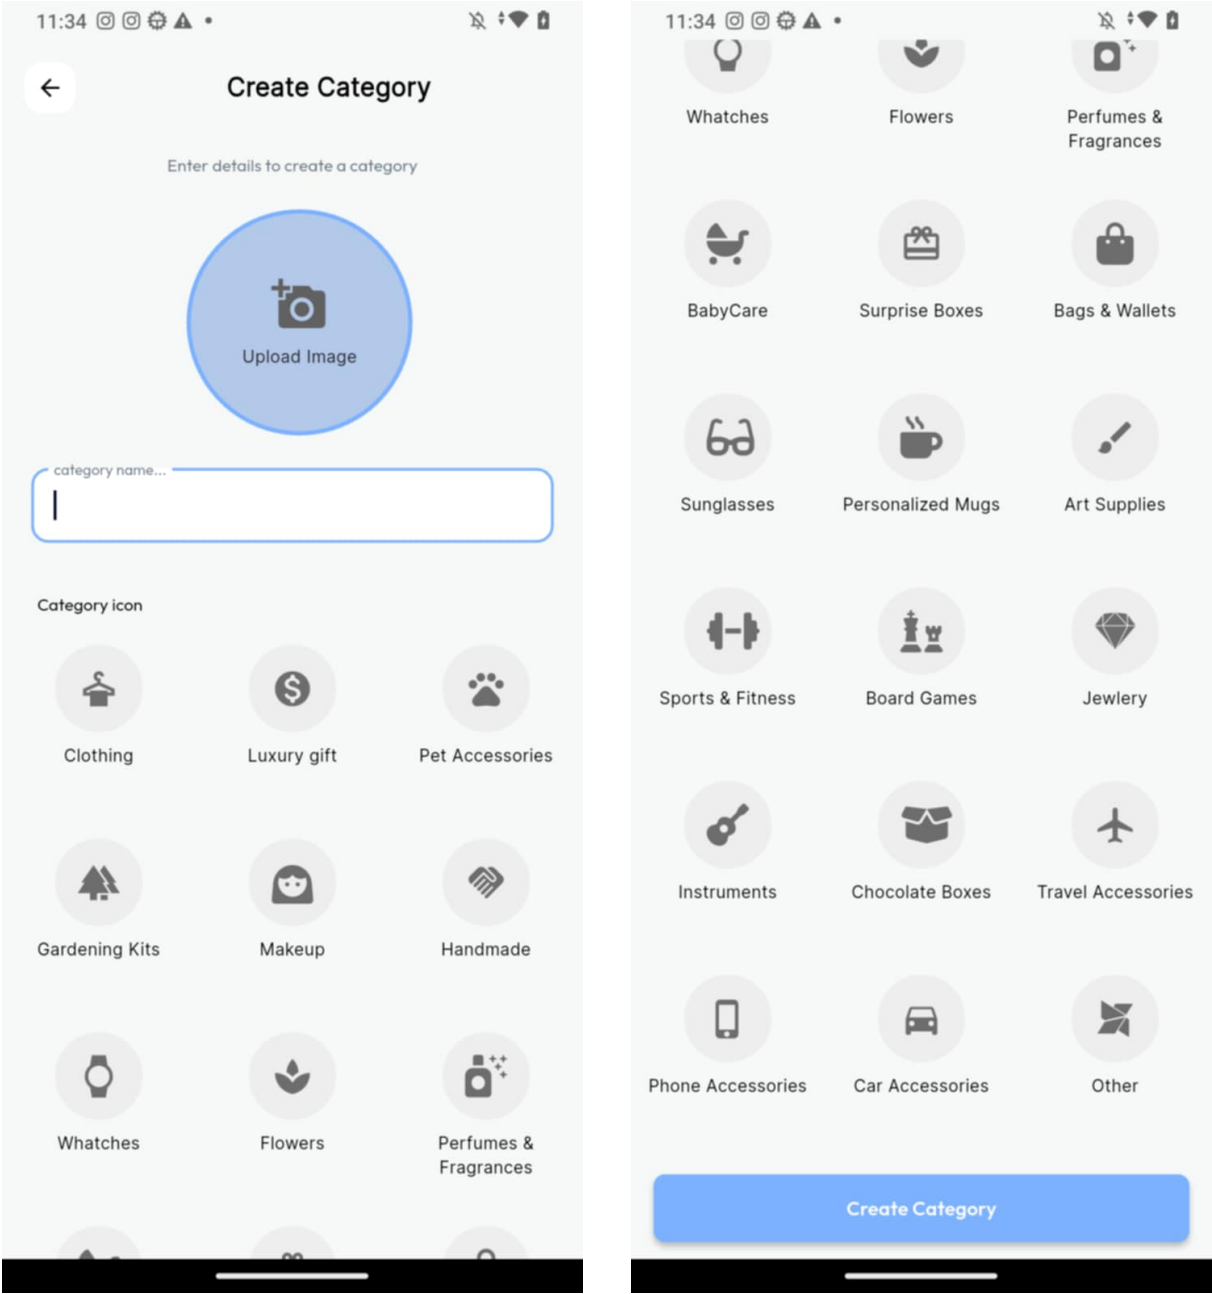 11:34
Create Category
Enter details to create a category
Upload Image
category name...
Category icon
Clothing Luxury gift Pet Accessories
Gardening Kits Makeup Handmade
Whatches Flowers Perfumes &
Fragrances
11:34
Whatches Flowers Perfumes &
Fragrances
BabyCare Surprise Boxes Bags & Wallets
Sunglasses Personalized Mugs Art Supplies
Sports & Fitness Board Games Jewlery
Instruments Chocolate Boxes Travel Accessories
Phone Accessories Car Accessories Other
Create Category